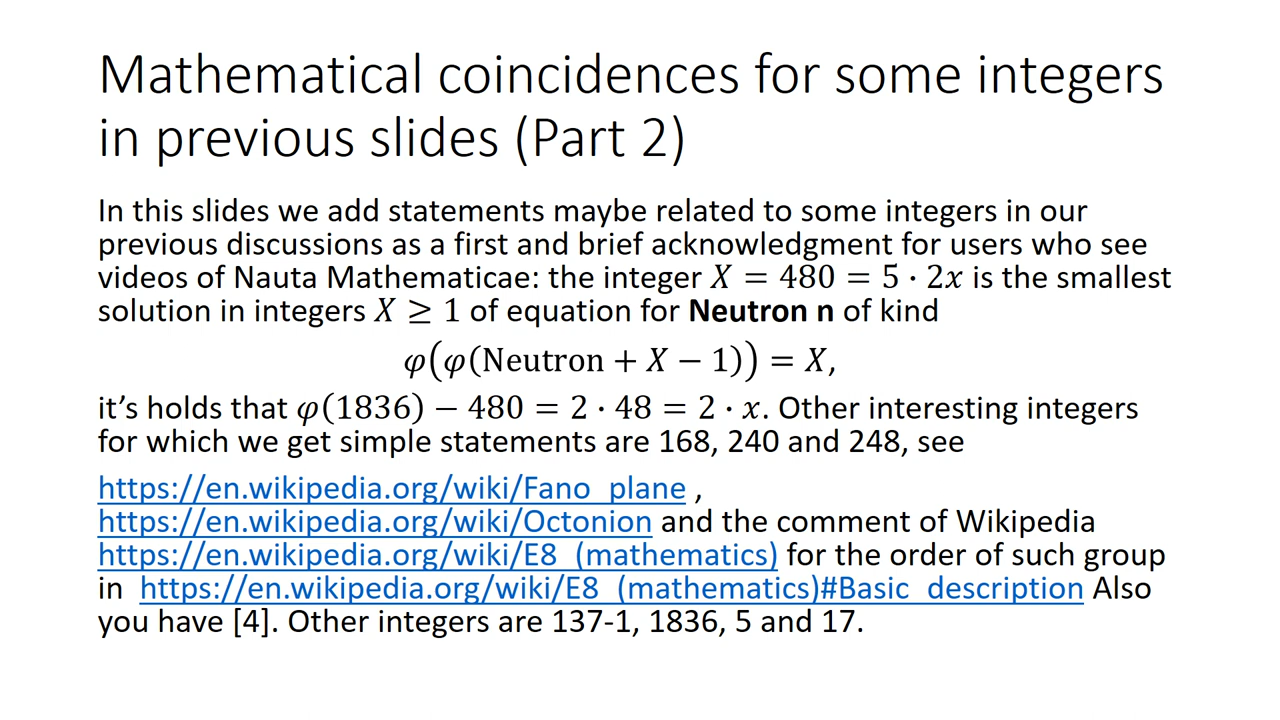 Mathematical coincidences for some integers
in previous slides (Part 2)
In this slides we add statements maybe related to some integers in our
previous discussions as a first and brief acknowledgment for users who see
videos of Nauta Mathematicae: the integer X = 480 = 5 · 2x is the smallest
solution in integers X ≥ 1 of equation for Neutron n of kind
φ(φ(Neutron + X − 1)) = X,
it’s holds that φ(1836) − 480 = 2 · 48 = 2 · x. Other interesting integers
for which we get simple statements are 168, 240 and 248, see
https://en.wikipedia.org/wiki/Fano_plane ,
https://en.wikipedia.org/wiki/Octonion and the comment of Wikipedia
https://en.wikipedia.org/wiki/E8_(mathematics) for the order of such group
in https://en.wikipedia.org/wiki/E8_(mathematics)#Basic_description Also
you have [4]. Other integers are 137-1, 1836, 5 and 17.